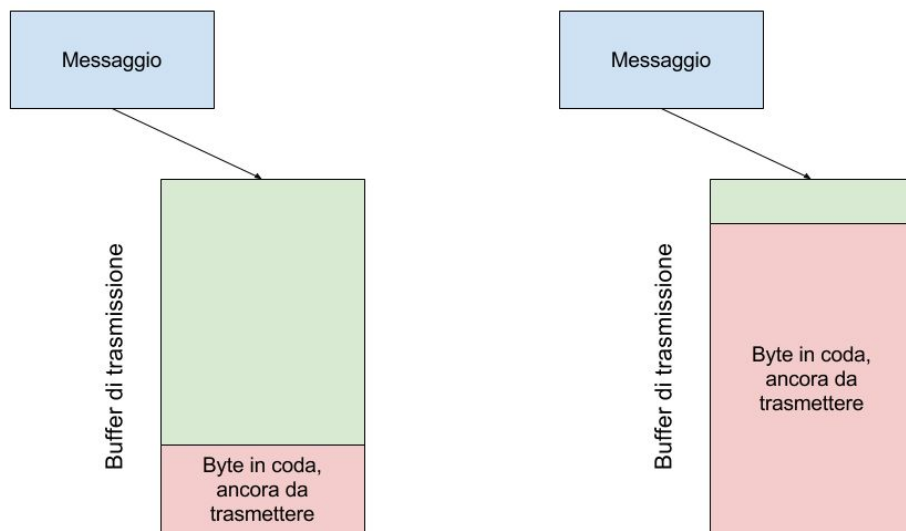 Messaggio
Buffer di trasmissione
Byte in coda,
ancora da
trasmettere
Messaggio
Buffer di trasmissione
Byte in coda,
ancora da
trasmettere